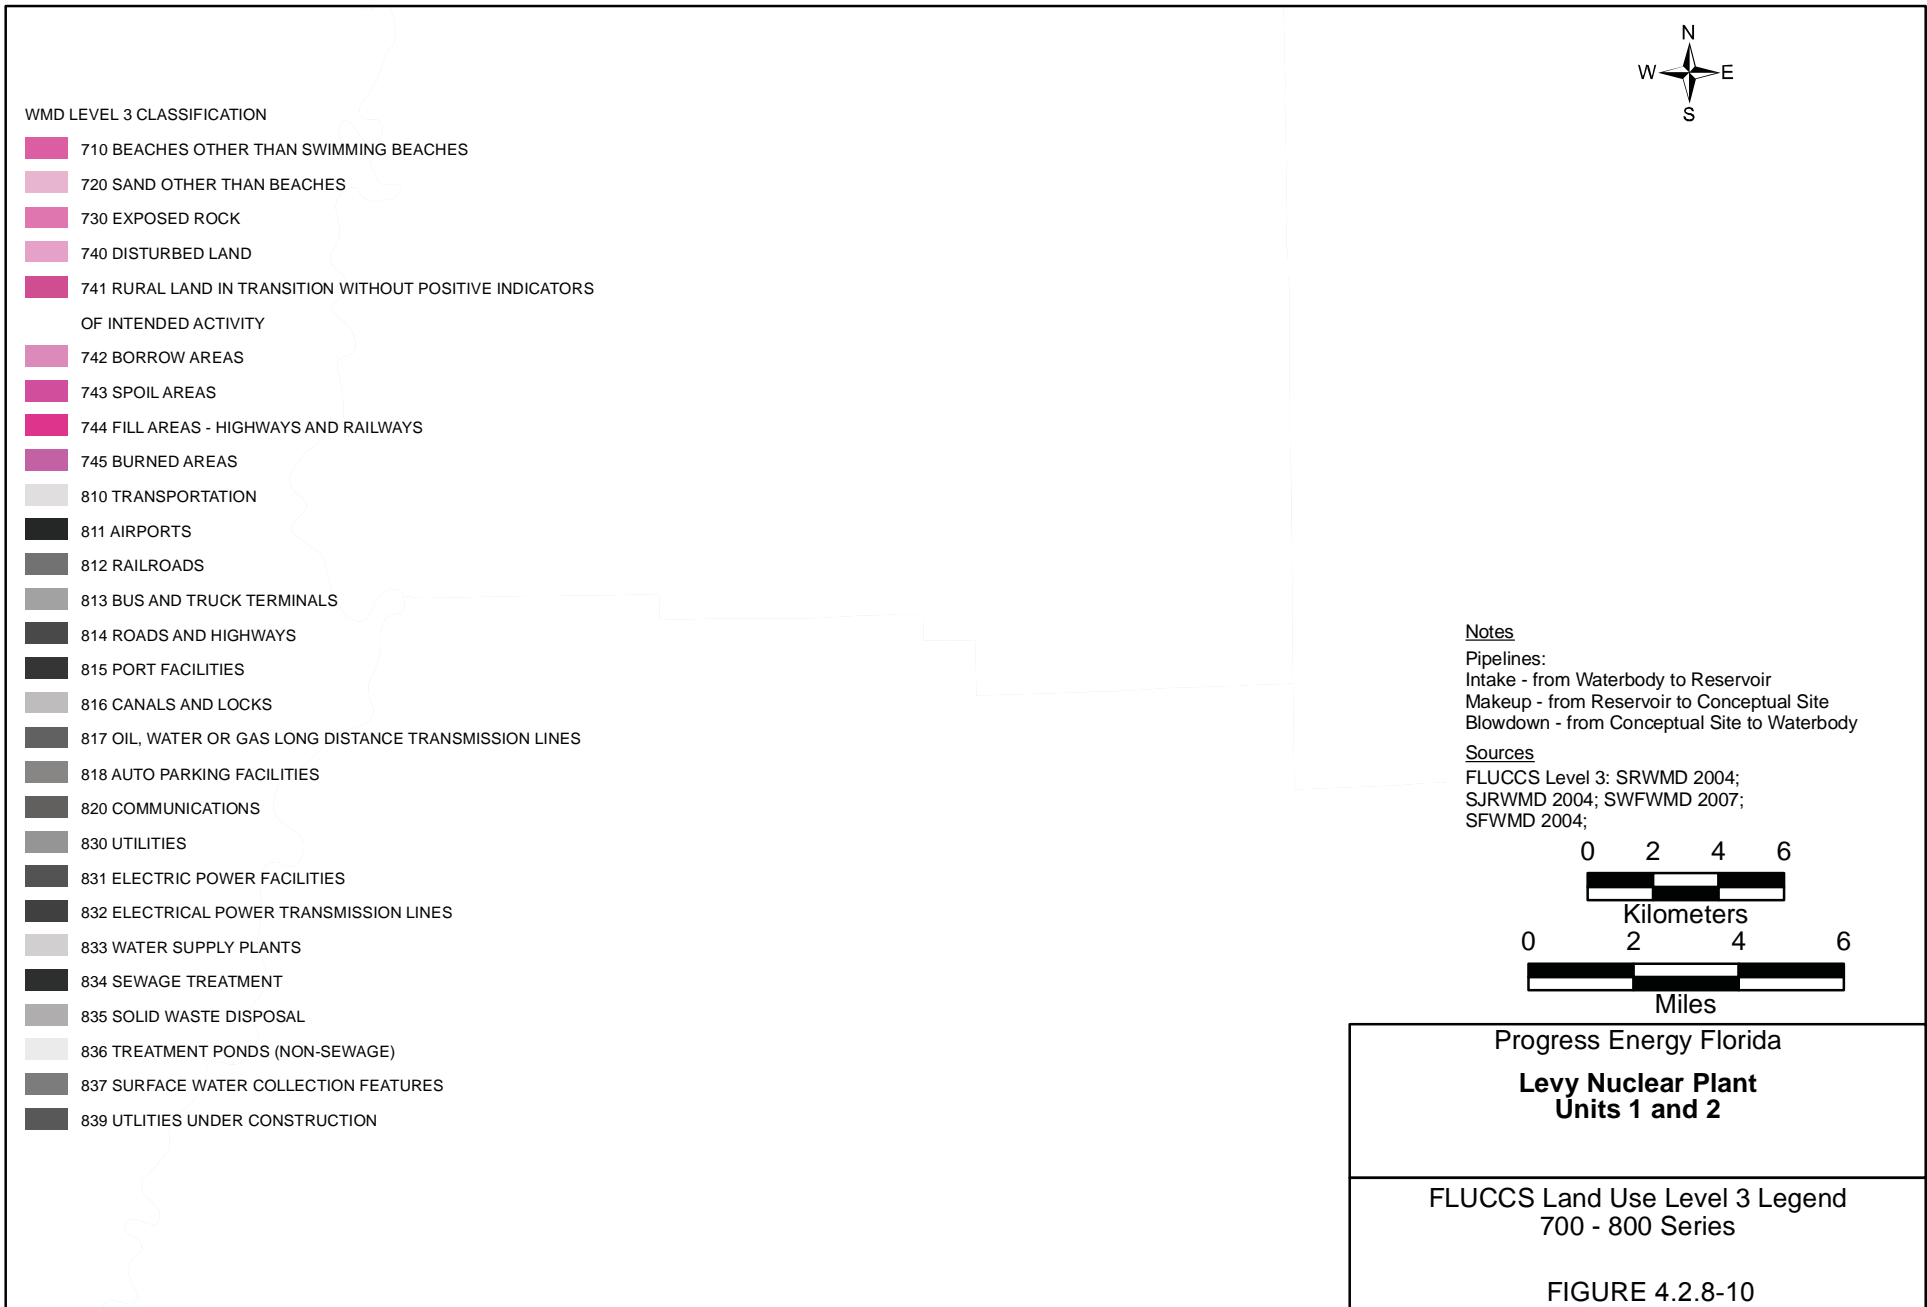 N
W E
S
WMD LEVEL 3 CLASSIFICATION
710 BEACHES OTHER THAN SWIMMING BEACHES
720 SAND OTHER THAN BEACHES
730 EXPOSED ROCK
740 DISTURBED LAND
741 RURAL LAND IN TRANSITION WITHOUT POSITIVE INDICATORS
OF INTENDED ACTIVITY
742 BORROW AREAS
743 SPOIL AREAS
744 FILL AREAS - HIGHWAYS AND RAILWAYS
745 BURNED AREAS
810 TRANSPORTATION
811 AIRPORTS
812 RAILROADS
813 BUS AND TRUCK TERMINALS
814 ROADS AND HIGHWAYS
815 PORT FACILITIES
816 CANALS AND LOCKS
817 OIL, WATER OR GAS LONG DISTANCE TRANSMISSION LINES
818 AUTO PARKING FACILITIES
820 COMMUNICATIONS
830 UTILITIES
831 ELECTRIC POWER FACILITIES
832 ELECTRICAL POWER TRANSMISSION LINES
833 WATER SUPPLY PLANTS
834 SEWAGE TREATMENT
835 SOLID WASTE DISPOSAL
836 TREATMENT PONDS (NON-SEWAGE)
837 SURFACE WATER COLLECTION FEATURES
839 UTLITIES UNDER CONSTRUCTION
Notes
Pipelines:
Intake - from Waterbody to Reservoir
Makeup - from Reservoir to Conceptual Site
Blowdown - from Conceptual Site to Waterbody
Sources
FLUCCS Level 3: SRWMD 2004;
SJRWMD 2004; SWFWMD 2007;
SFWMD 2004;
0 2 4 6
Kilometers
0 2 4 6
Miles
Progress Energy Florida
Levy Nuclear Plant
Units 1 and 2
FLUCCS Land Use Level 3 Legend
700 - 800 Series
FIGURE 4.2.8-10